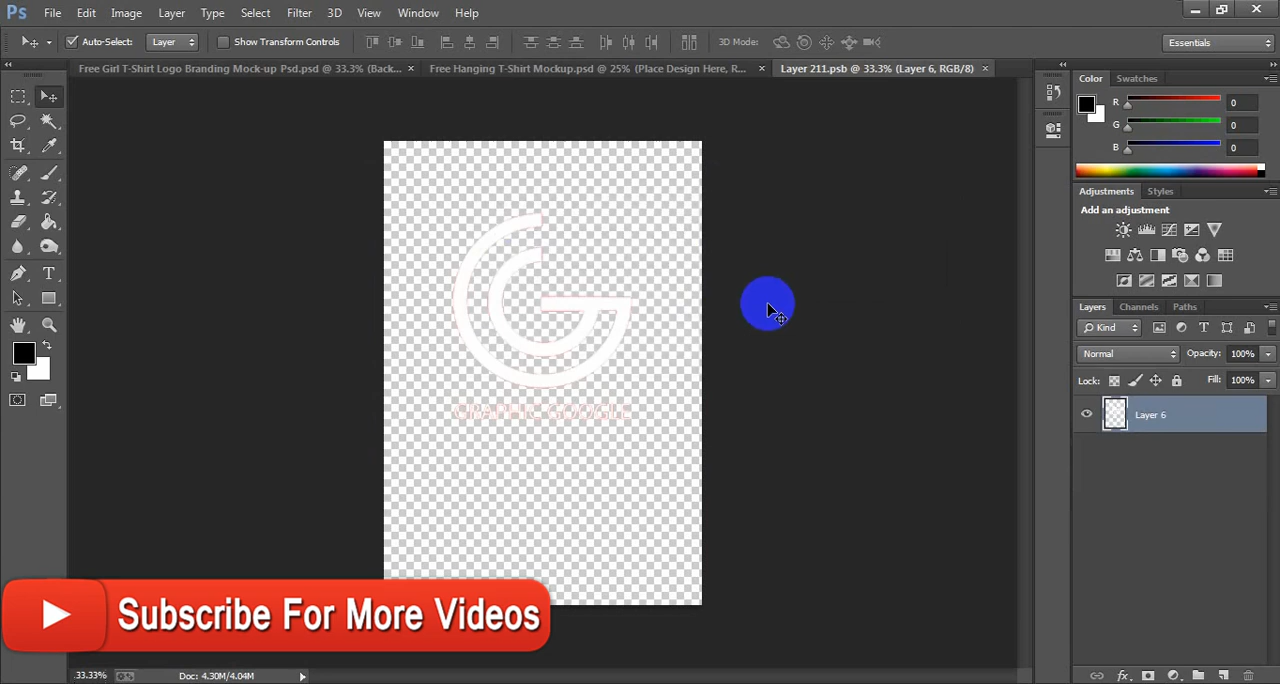 Ps File Edit Image Layer Type Select Filter 3D View Window Help
Auto-Select: Layer Show Transform Controls 3D Mode: Essentials
Free Girl T-Shirt Logo Branding Mock-up Psd.psd @ 33.3% (Back... × Free Hanging T-Shirt Mockup.psd @ 25% (Place Design Here, R... × Layer 211.psb @ 33.3% (Layer 6, RGB/8) ×
Color Swatches
R 0
G 0
B 0
Adjustments Styles
Add an adjustment
Layers Channels Paths
Kind
Normal Opacity: 100%
Lock: Fill: 100%
Layer 6
GRAPHIC GOOGLE
Subscribe For More Videos
33.33% Doc: 4.30M/4.04M